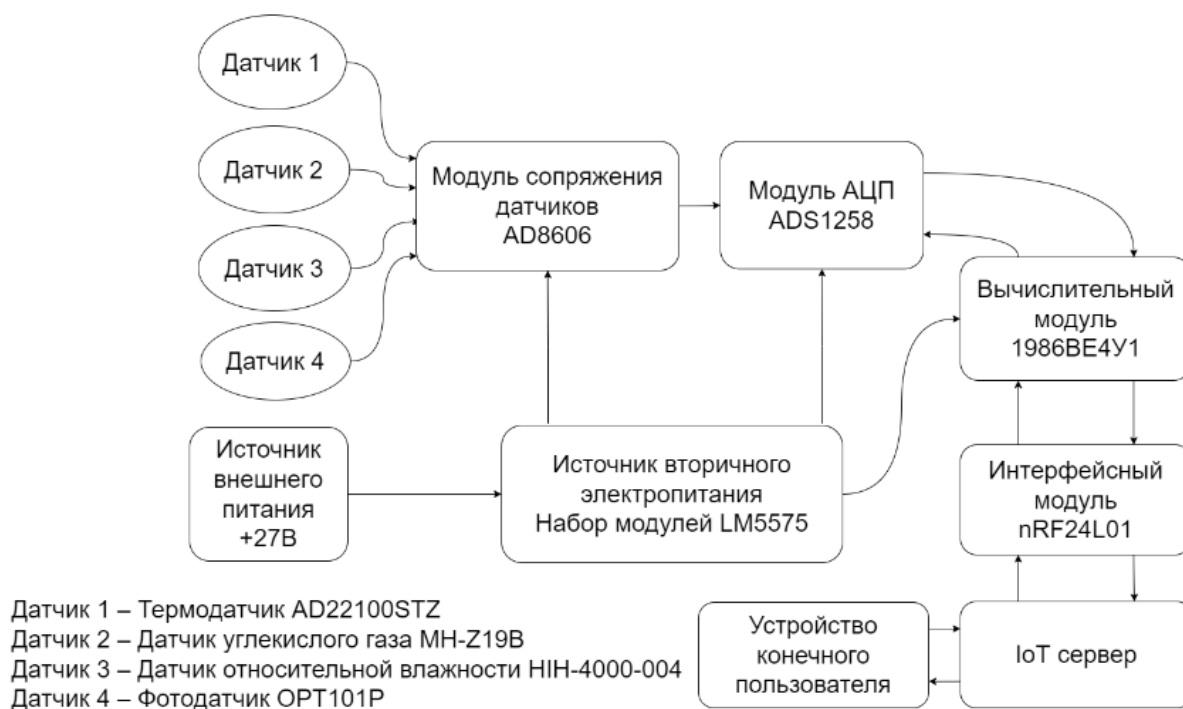 Датчик 1
Датчик 2
Датчик 3
Датчик 4
Модуль сопряжения
датчиков
AD8606
Модуль АЦП
ADS1258
Вычислительный
модуль
1986ВЕ4У1
Источник
внешнего
питания
+27В
Источник вторичного
электропитания
Набор модулей LM5575
Интерфейсный
модуль
nRF24L01
Устройство
конечного
пользователя
IoT сервер
Датчик 1 – Термодатчик AD22100STZ
Датчик 2 – Датчик углекислого газа MH-Z19B
Датчик 3 – Датчик относительной влажности HIH-4000-004
Датчик 4 – Фотодатчик OPT101P